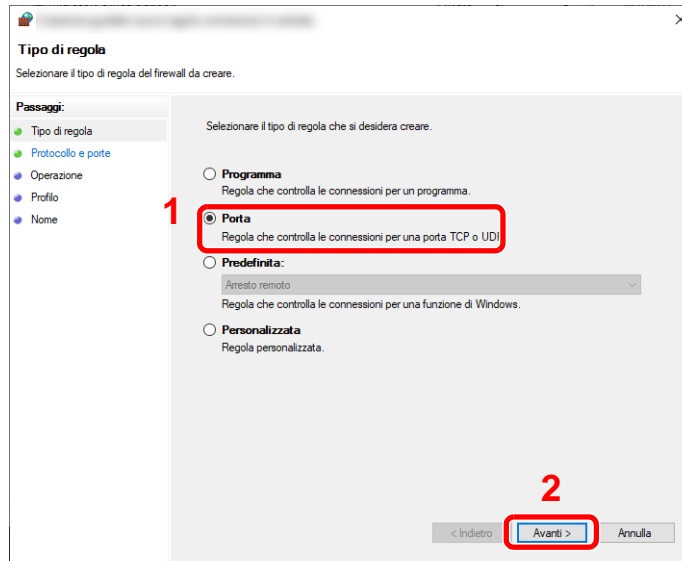 Tipo di regola
Selezionare il tipo di regola del firewall da creare.
Passaggi:
Tipo di regola
Protocollo e porte
Operazione
Profilo
Nome
Selezionare il tipo di regola che si desidera creare.
Programma
Regola che controlla le connessioni per un programma.
1
Porta
Regola che controlla le connessioni per una porta TCP o UDP
Predefinita:
Arresto remoto
Regola che controlla le connessioni per una funzione di Windows.
Personalizzata
Regola personalizzata.
2
< Indietro
Avanti >
Annulla